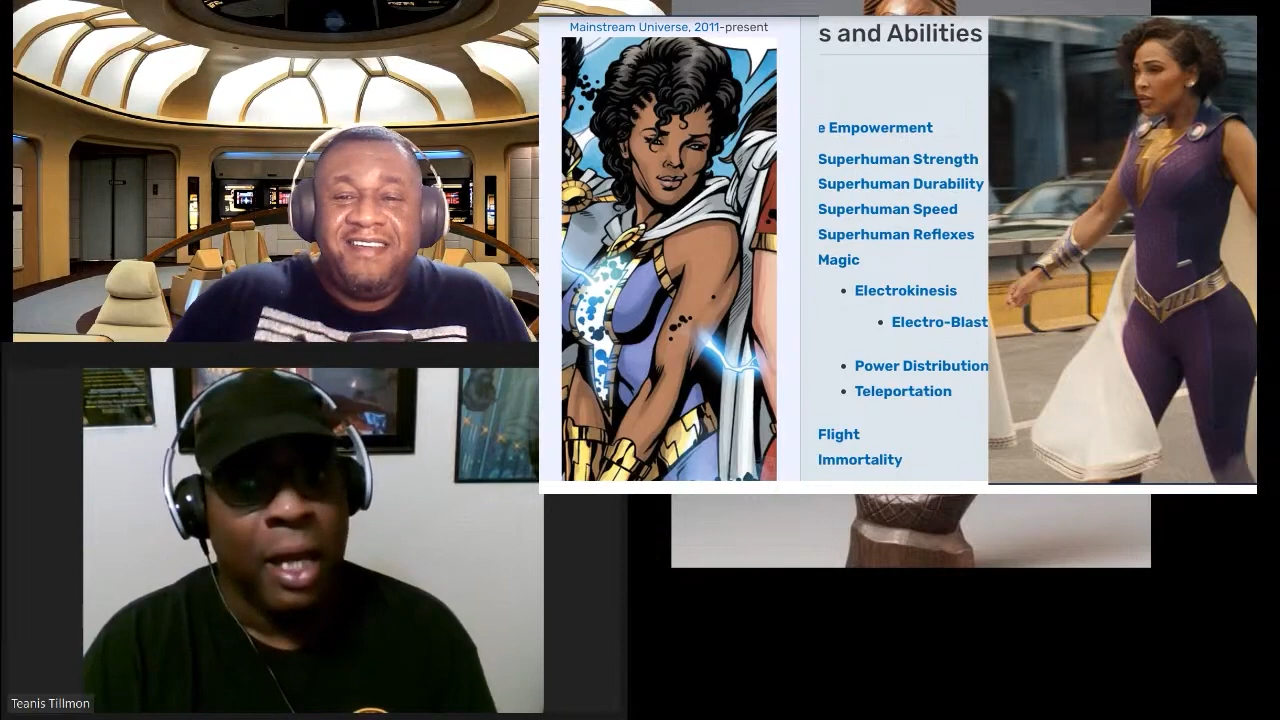 Mainstream Universe, 2011-present
s and Abilities
e Empowerment
Superhuman Strength
Superhuman Durability
Superhuman Speed
Superhuman Reflexes
Magic
Electrokinesis
Electro-Blast
Power Distribution
Teleportation
Flight
Immortality
Teanis Tillmon